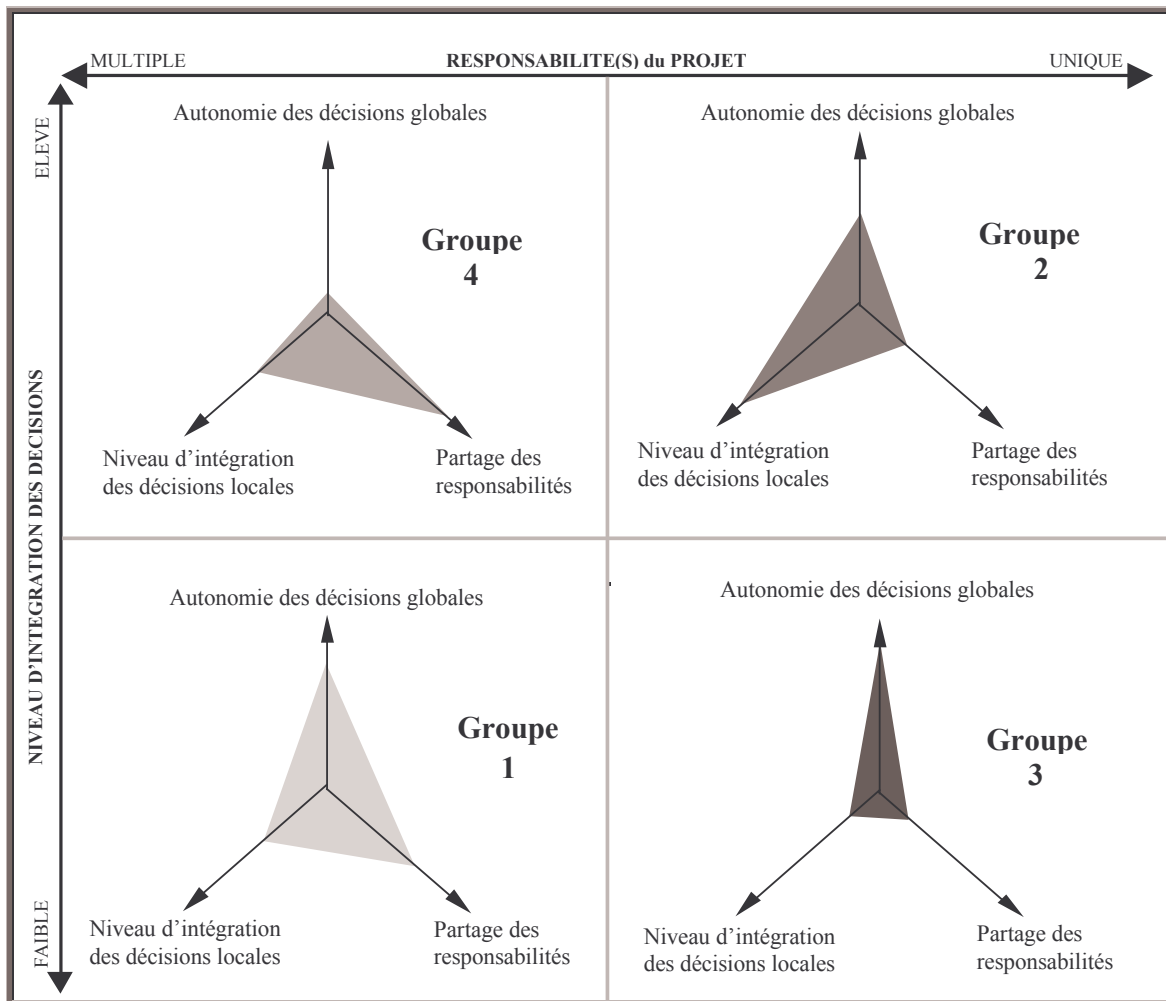 MULTIPLE RESPONSABILITE(S) du PROJET UNIQUE
NIVEAU D'INTEGRATION DES DECISIONS
ELEVE
FAIBLE
Autonomie des décisions globales
Groupe
4
Niveau d'intégration
des décisions locales
Partage des
responsabilités
Autonomie des décisions globales
Groupe
2
Niveau d'intégration
des décisions locales
Partage des
responsabilités
Autonomie des décisions globales
Groupe
1
Niveau d'intégration
des décisions locales
Partage des
responsabilités
Autonomie des décisions globales
Groupe
3
Niveau d'intégration
des décisions locales
Partage des
responsabilités